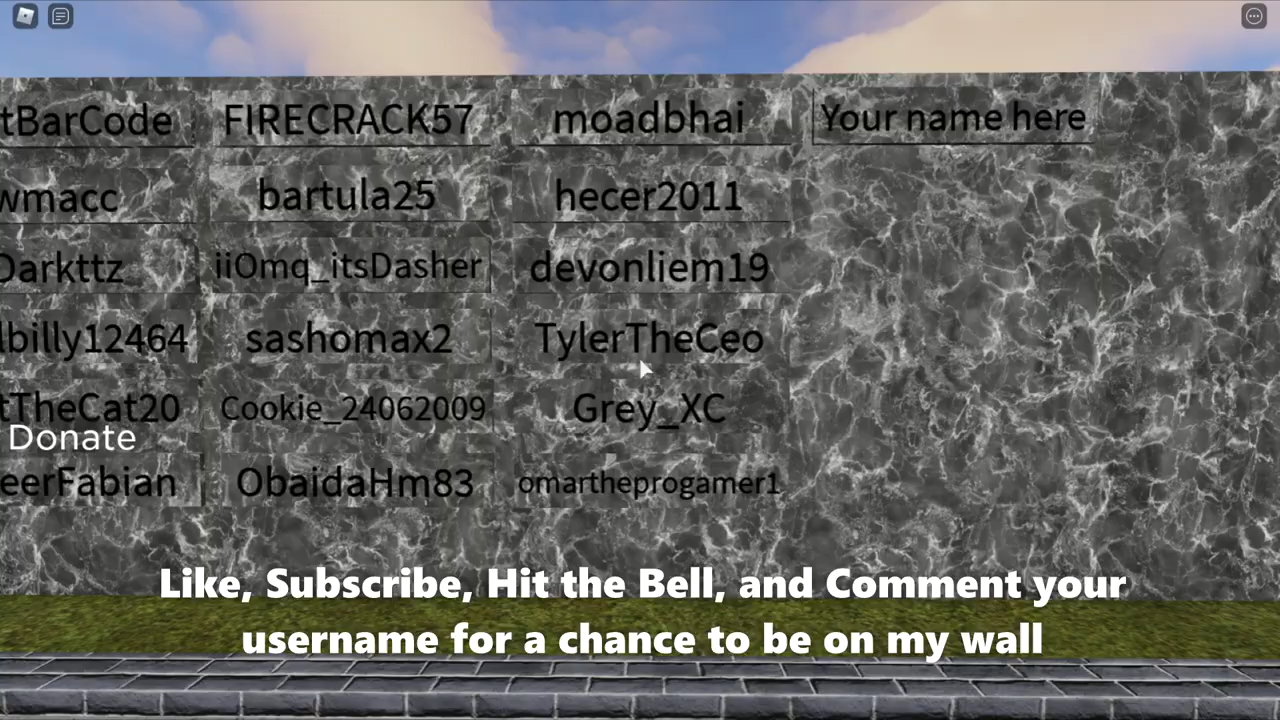 tBarCode FIRECRACK57 moadbhai Your name here
wmacc bartula25 hecer2011
Darkttz iiOmq_itsDasher devonliem19
lbilly12464 sashomax2 TylerTheCeo
tTheCat20 Cookie_24062009 Grey_XC
Donate
eerFabian ObaidaHm83 omartheprogamer1
Like, Subscribe, Hit the Bell, and Comment your
username for a chance to be on my wall